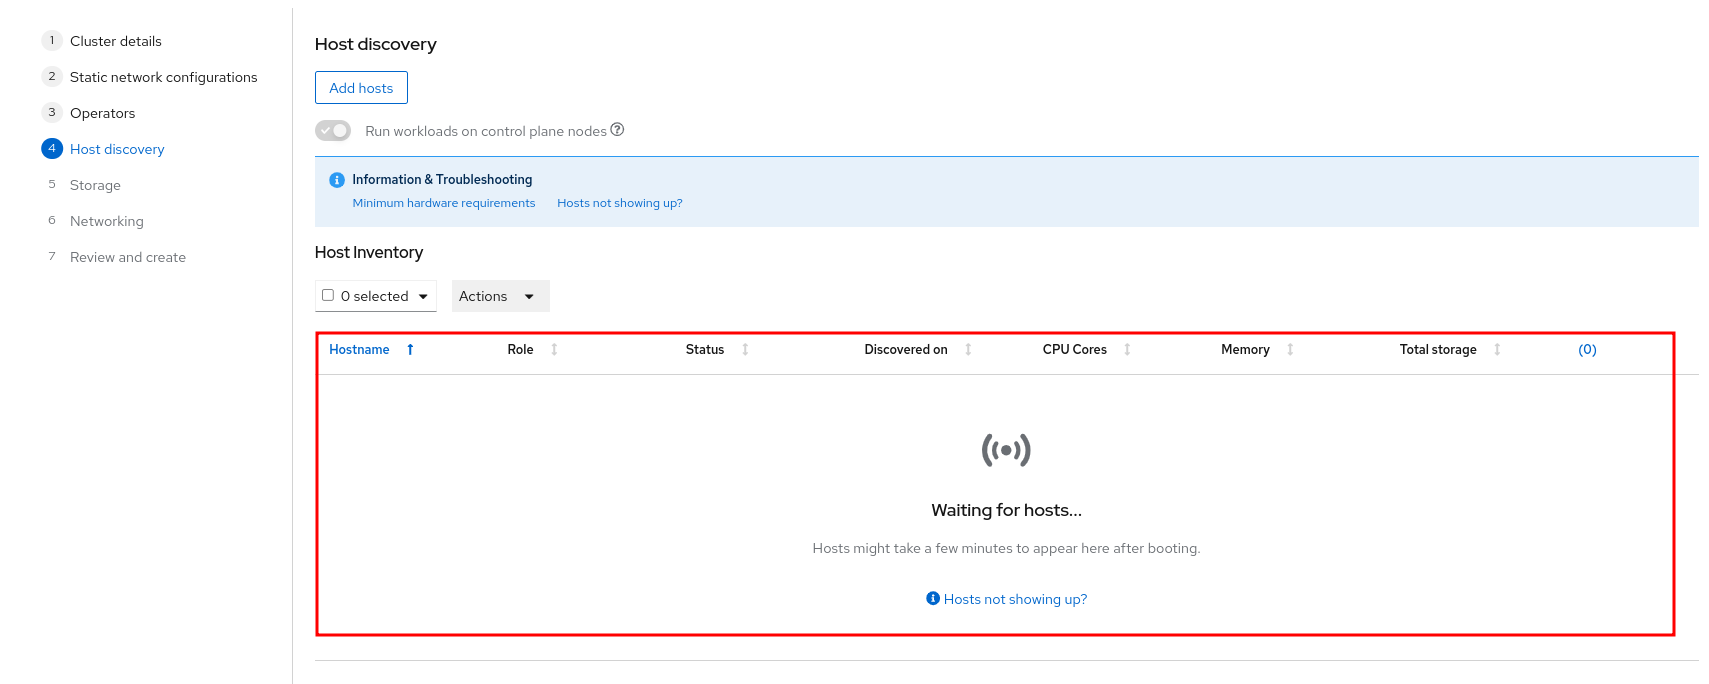 1 Cluster details
2 Static network configurations
3 Operators
4 Host discovery
5 Storage
6 Networking
7 Review and create
Host discovery
Add hosts
Run workloads on control plane nodes
Information & Troubleshooting
Minimum hardware requirements Hosts not showing up?
Host Inventory
0 selected Actions
Hostname Role Status Discovered on CPU Cores Memory Total storage (0)
Waiting for hosts...
Hosts might take a few minutes to appear here after booting.
Hosts not showing up?